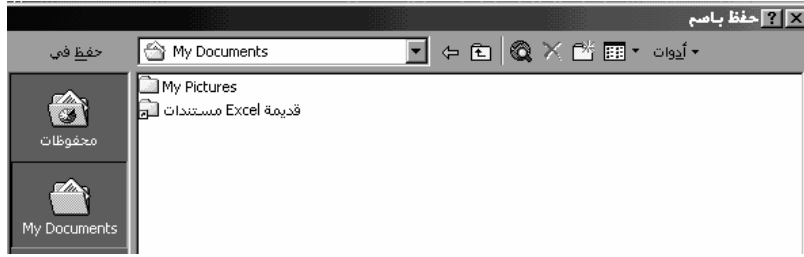 حفظ باسم
حفظ في My Documents أدوات
My Pictures
مستندات Excel قديمة
محفوظات
My Documents